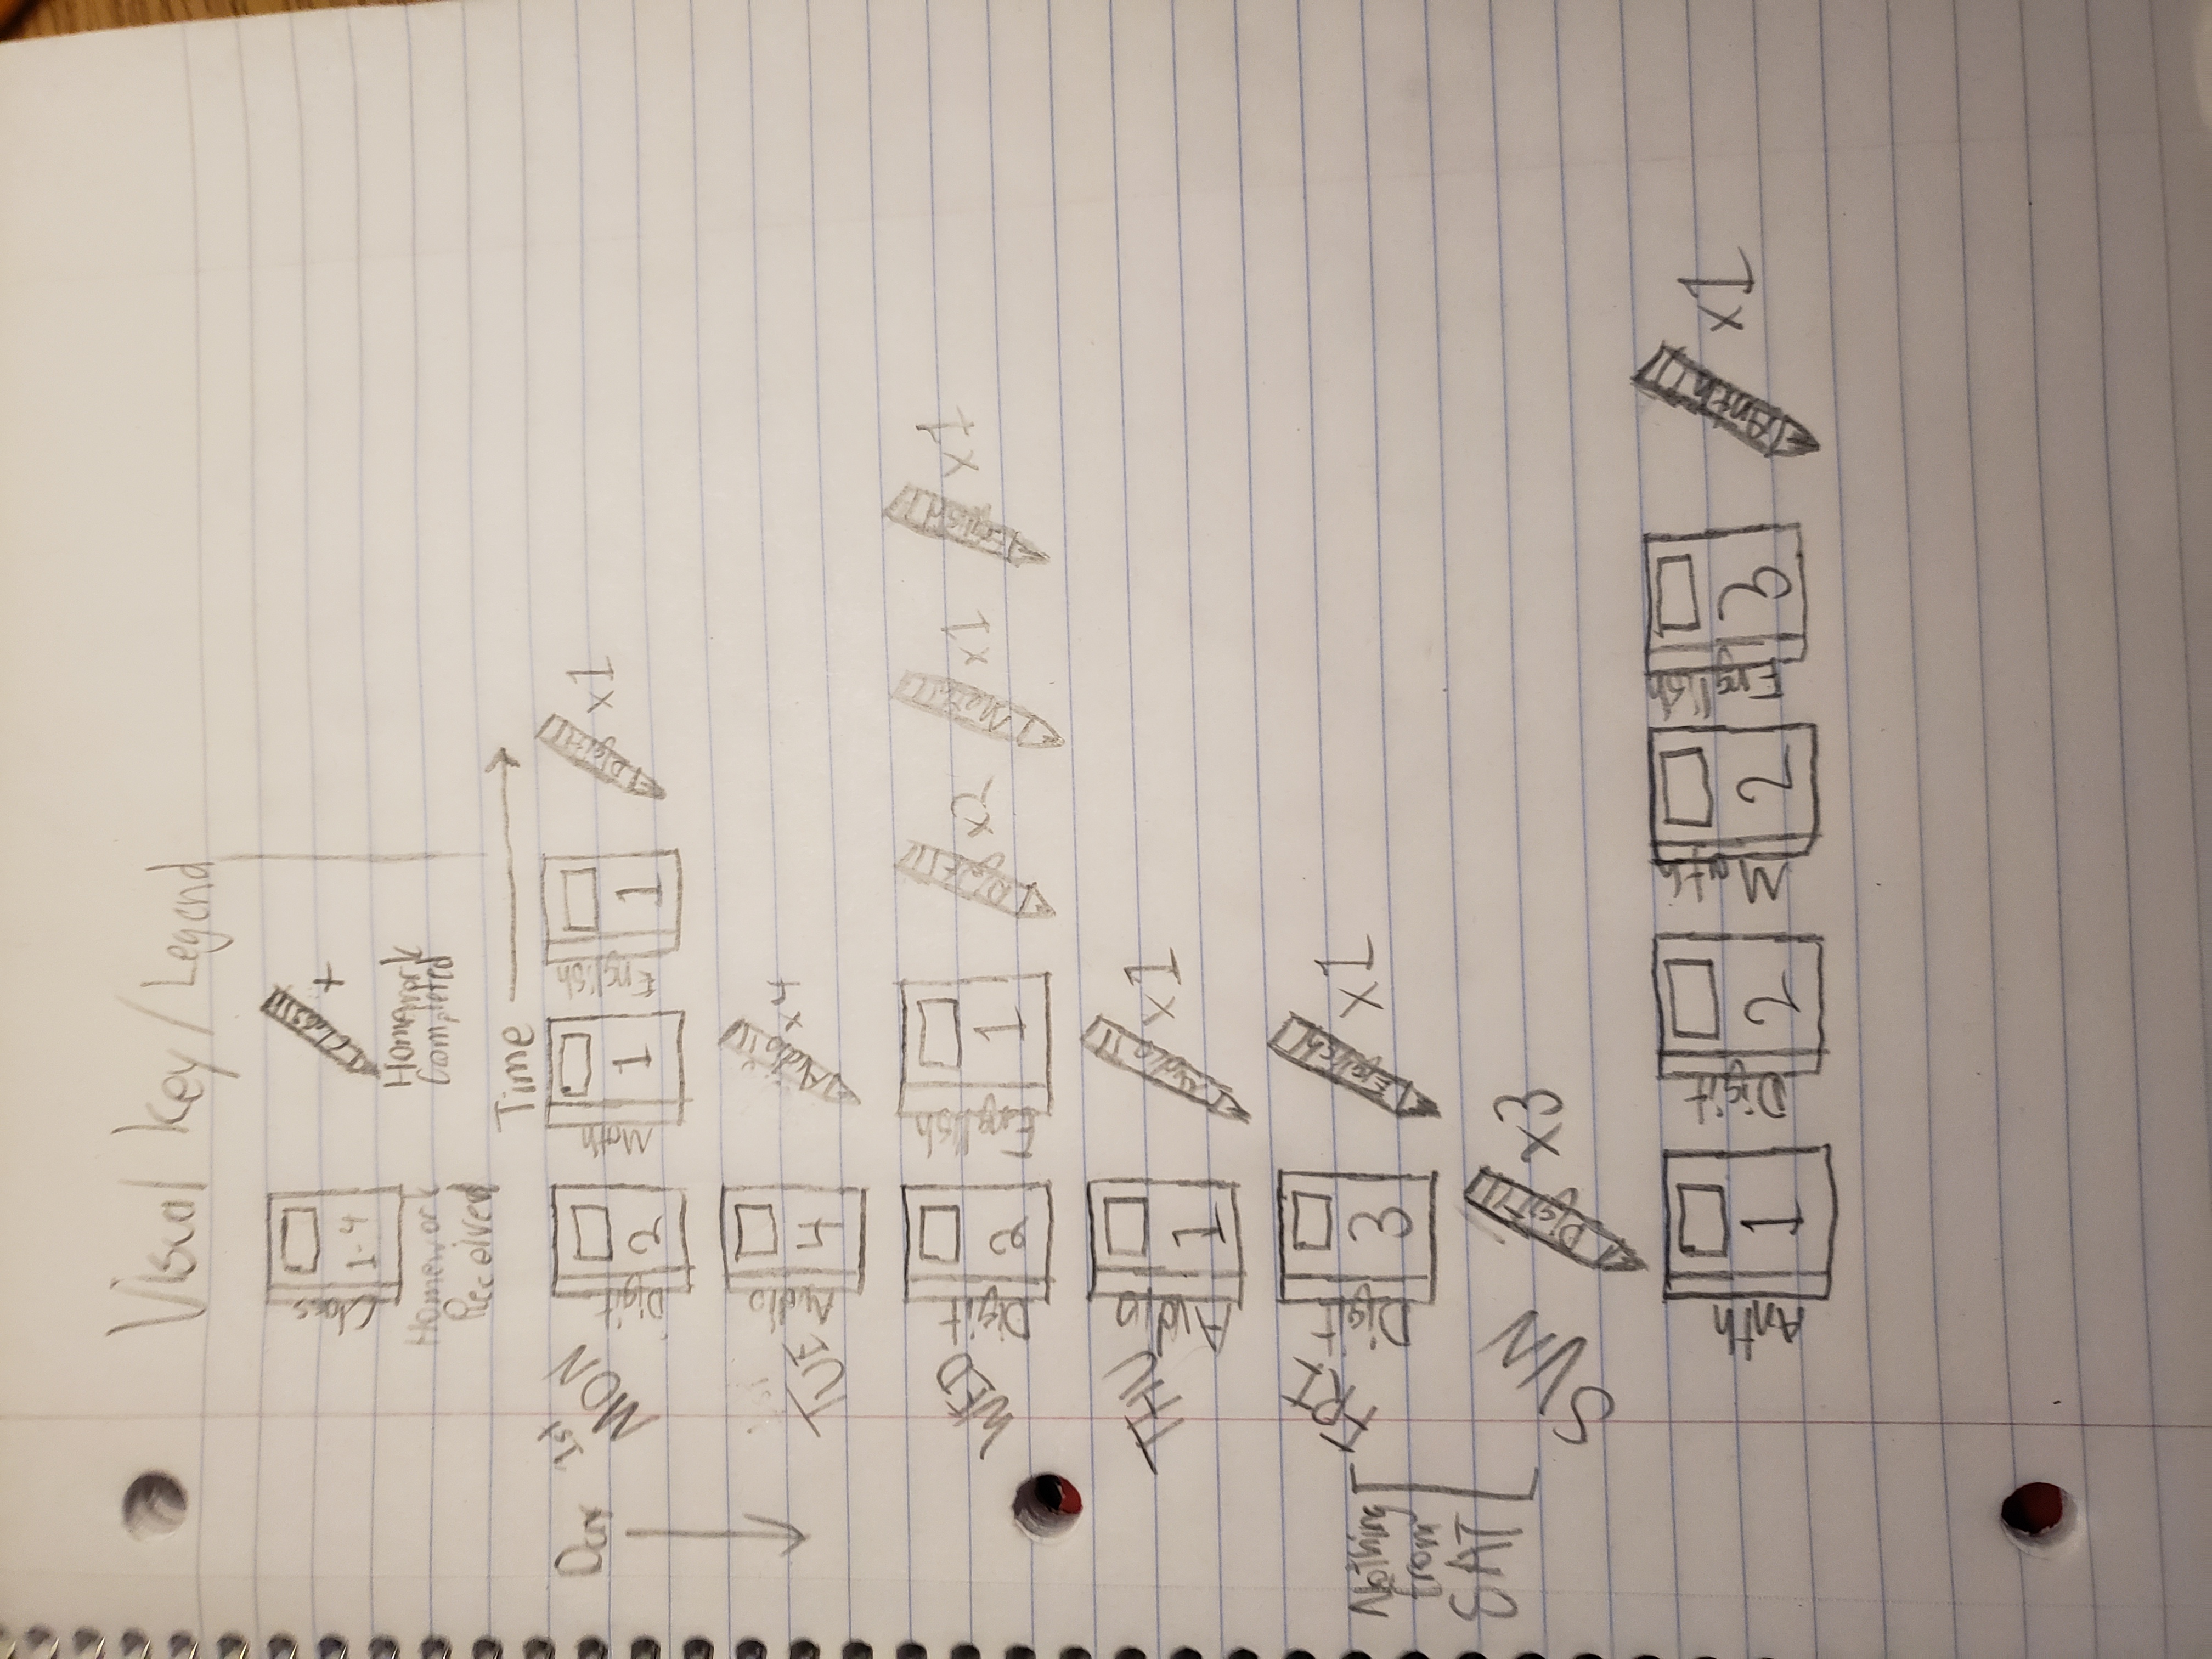 Visual Key/Legend
Class 1-4 Class x
Homework Received
Homework Completed
Time
Day
1st MON Digit 2 Math 1 English 1 Digit x1
TUE Audio 4 Audio x4
WED Digit 2 English 1 Digit x2 Math x1 English x1
THU Audio 1 Audio x1
FRI Digit 3 English x1
Nothing from SAT
SUN Digit x3
Anth 1 Digit 2 Math 2 English 3 Anth x1